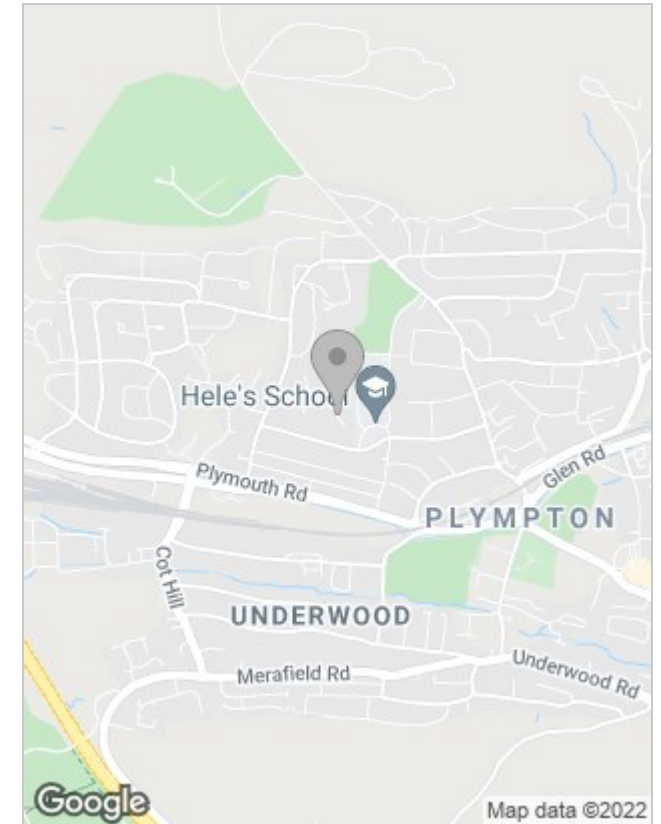 Hele's School
Glen Rd
Plymouth Rd
PLYMPTON
Cot Hill
UNDERWOOD
Merafield Rd
Underwood Rd
Google
Map data ©2022